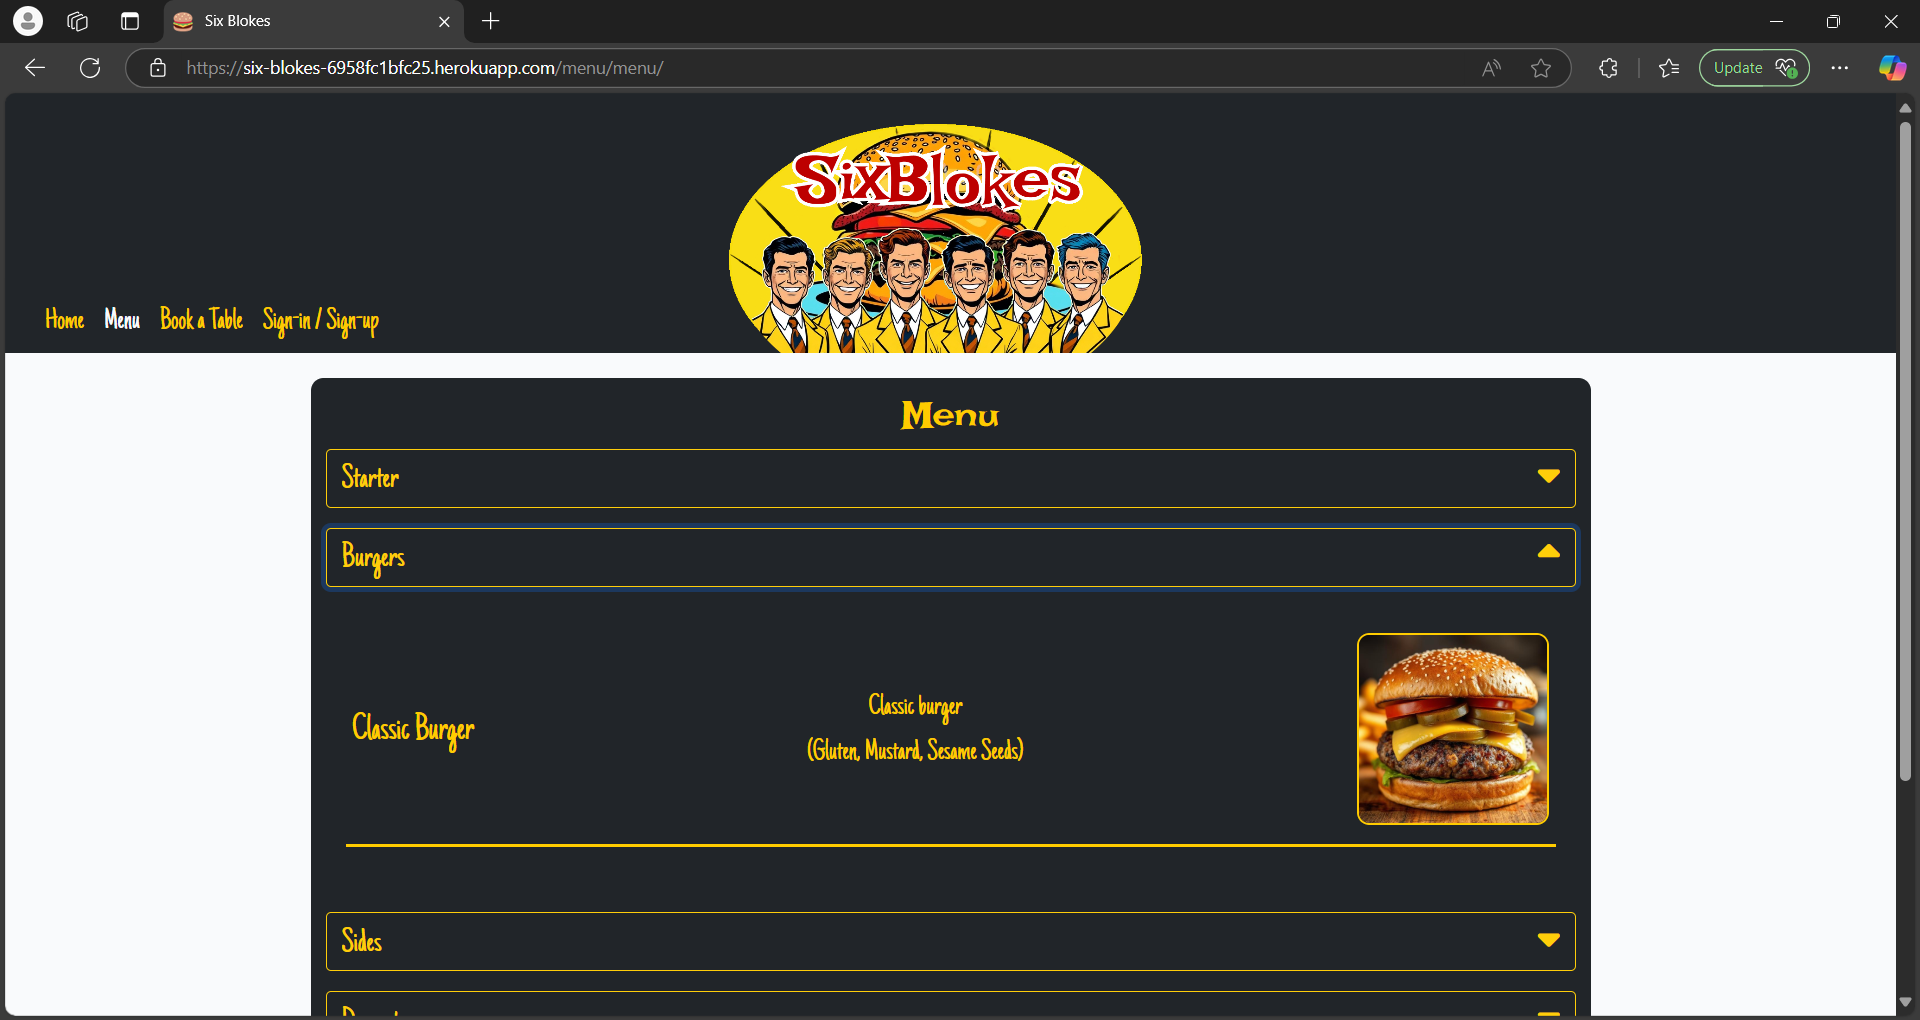 Six Blokes
https://six-blokes-6958fc1bfc25.herokuapp.com/menu/menu/
Update
SixBlokes
Home Menu Book a Table Sign-in / Sign-up
Menu
Starter
Burgers
Classic Burger
Classic burger
(Gluten, Mustard, Sesame Seeds)
Sides